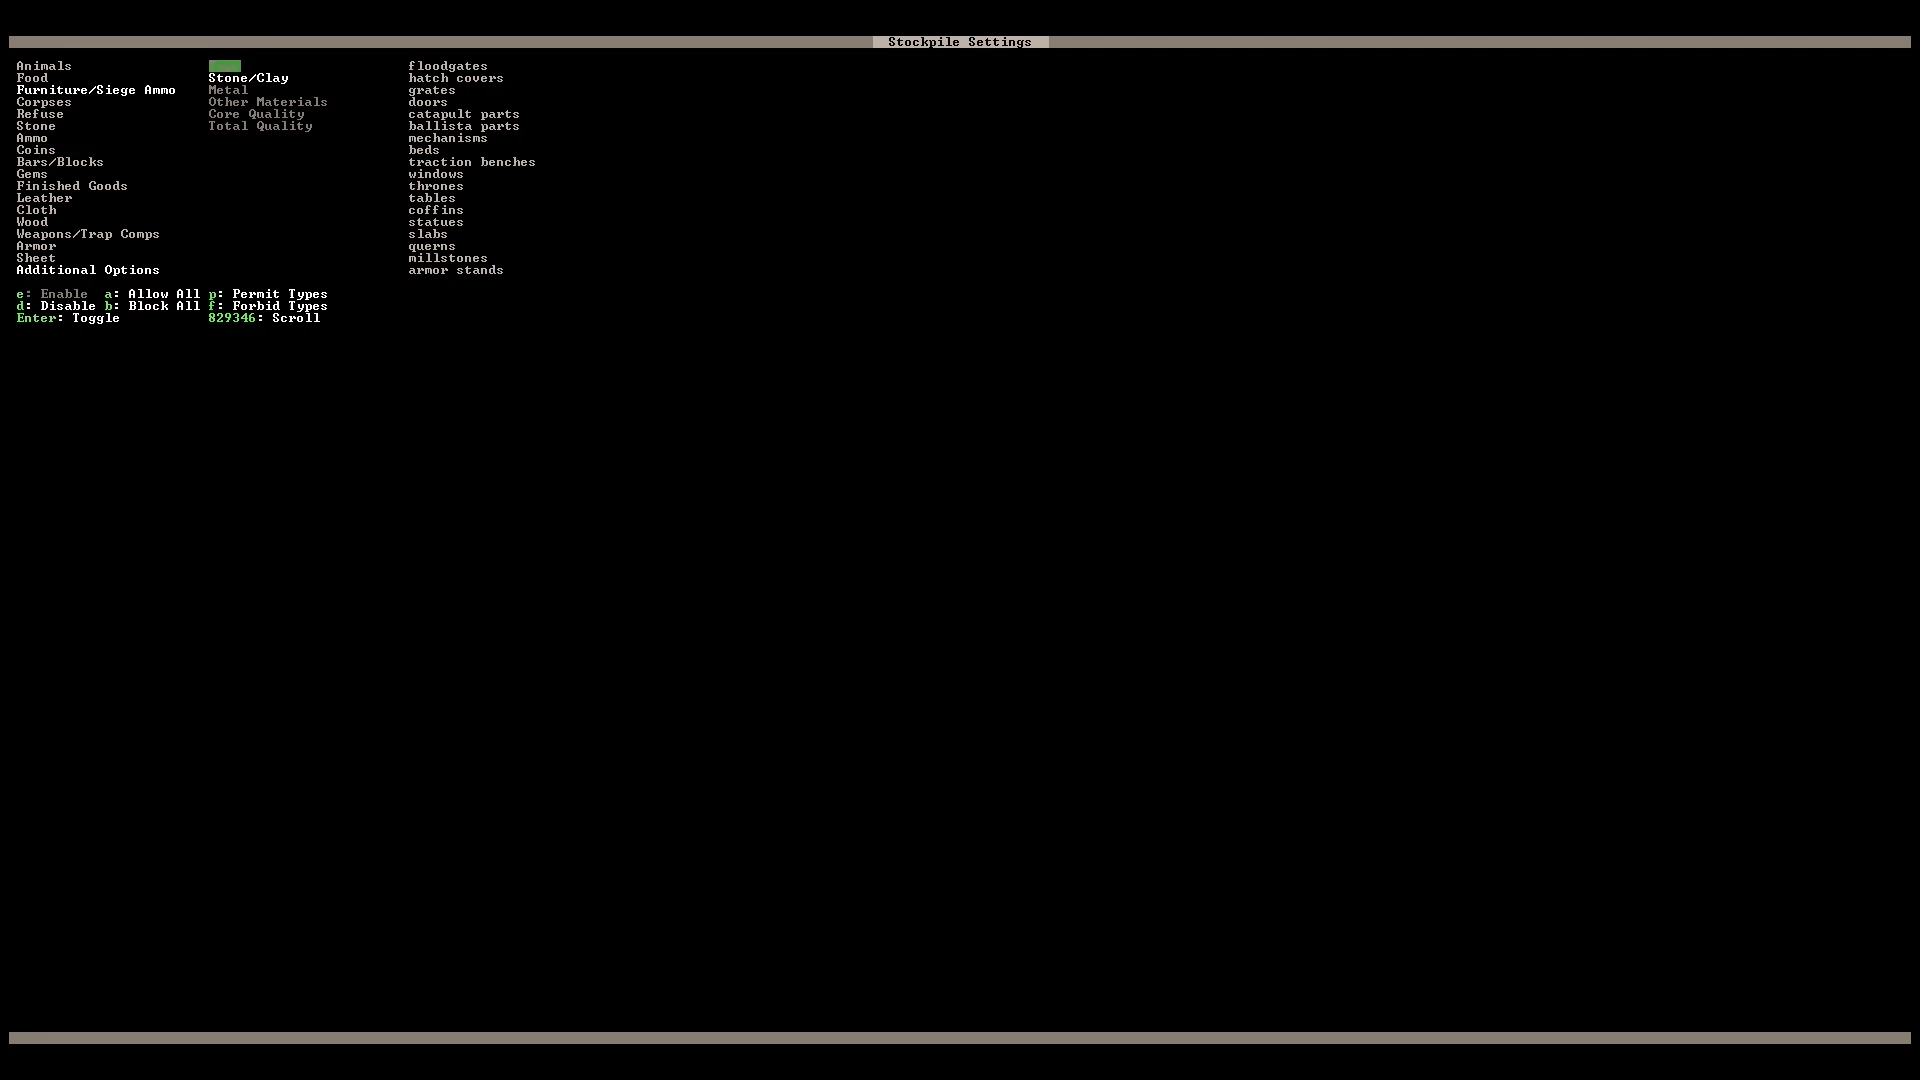 Stockpile Settings
Animals
Food
Furniture/Siege Ammo
Corpses
Refuse
Stone
Ammo
Coins
Bars/Blocks
Gems
Finished Goods
Leather
Cloth
Wood
Weapons/Trap Comps
Armor
Sheet
Additional Options
Stone/Clay
Metal
Other Materials
Core Quality
Total Quality
floodgates
hatch covers
grates
doors
catapult parts
ballista parts
mechanisms
beds
traction benches
windows
thrones
tables
coffins
statues
slabs
querns
millstones
armor stands
e: Enable a: Allow All p: Permit Types
d: Disable b: Block All f: Forbid Types
Enter: Toggle 829346: Scroll